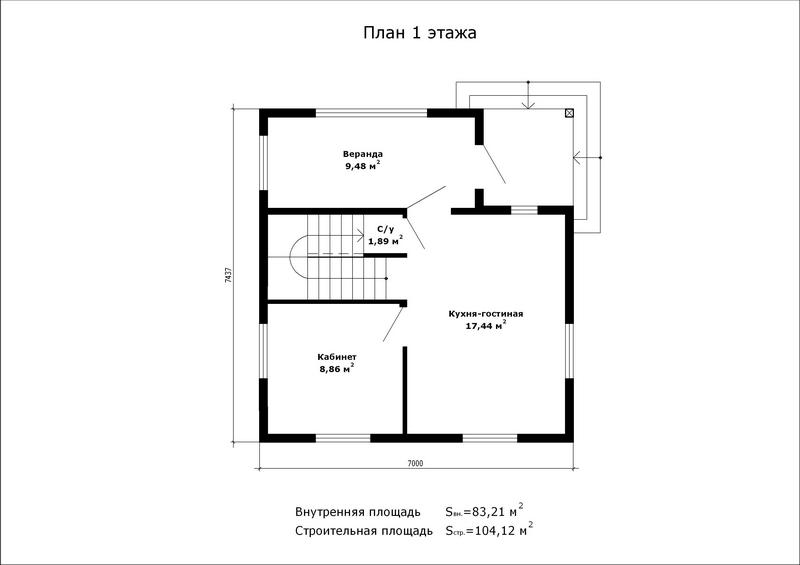 План 1 этажа
Веранда
9,48 м²
С/у
1,89 м²
7437
Кухня-гостиная
17,44 м²
Кабинет
8,86 м²
7000
Внутренняя площадь Sвн.=83,21 м²
Строительная площадь Sстр.=104,12 м²